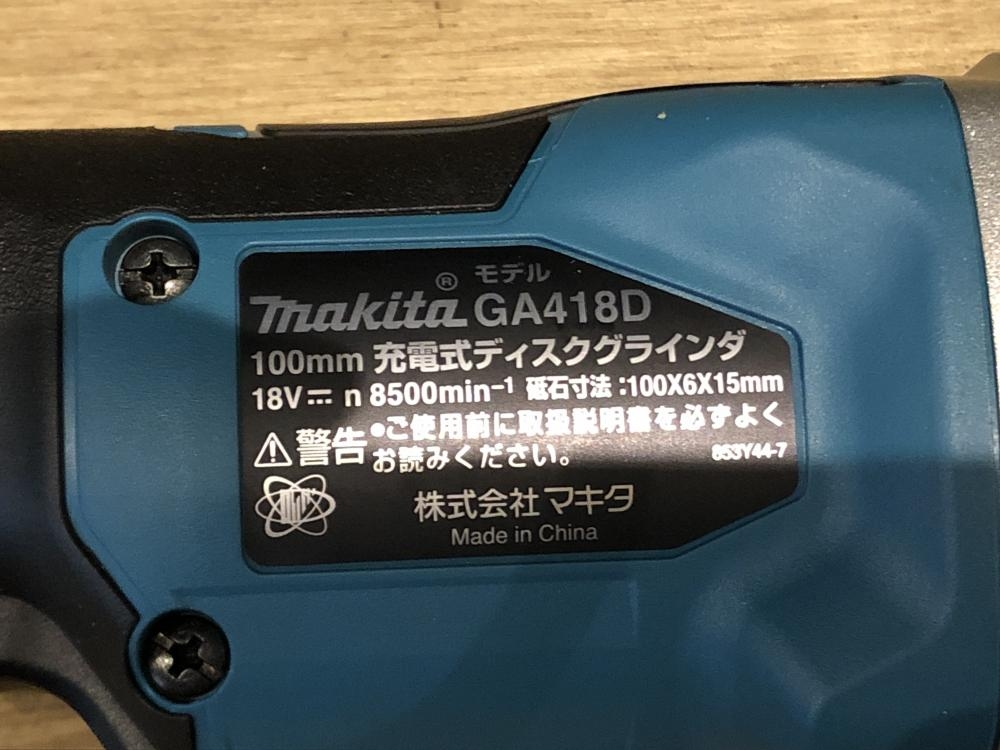 ® モデル
makita GA418D
100mm 充電式ディスクグラインダ
18V⎓ n 8500min⁻¹ 砥石寸法：100X6X15mm
⚠警告 •ご使用前に取扱説明書を必ずよく
お読みください。 853Y44-7
株式会社マキタ
Made in China